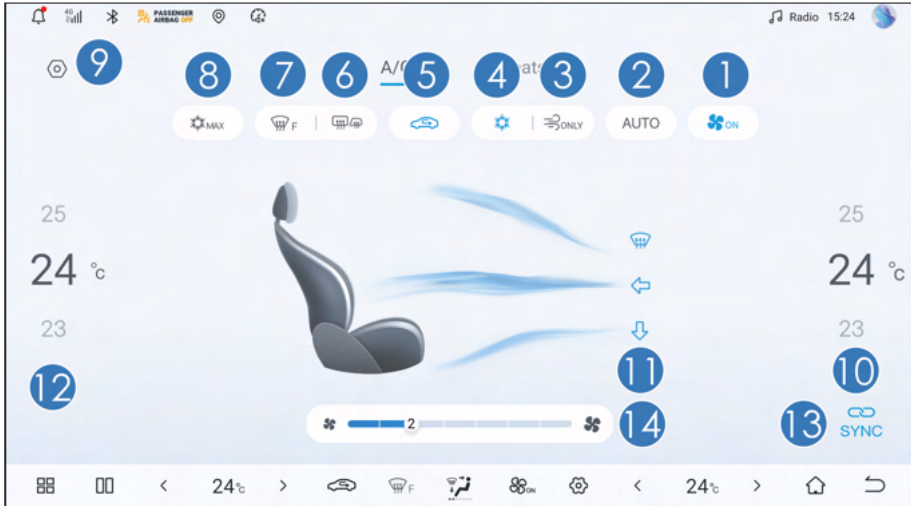 4G PASSENGER AIRBAG OFF Radio 15:24
9 8 7 6 5 4 3 2 1
A/
MAX F ONLY AUTO ON
25 25
24 °c 24 °c
23 23
12 11 10
2 14 13 SYNC
24°c F ON 24°c